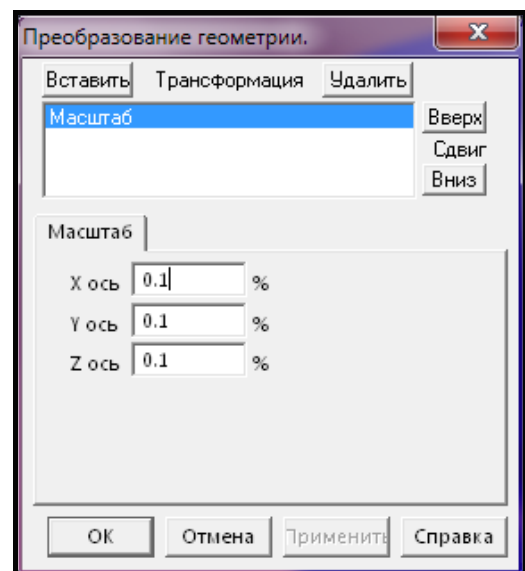 Преобразование геометрии.
Вставить Трансформация Удалить
Масштаб
Вверх
Сдвиг
Вниз
Масштаб
X ось 0.1 %
Y ось 0.1 %
Z ось 0.1 %
ОК Отмена Применить Справка